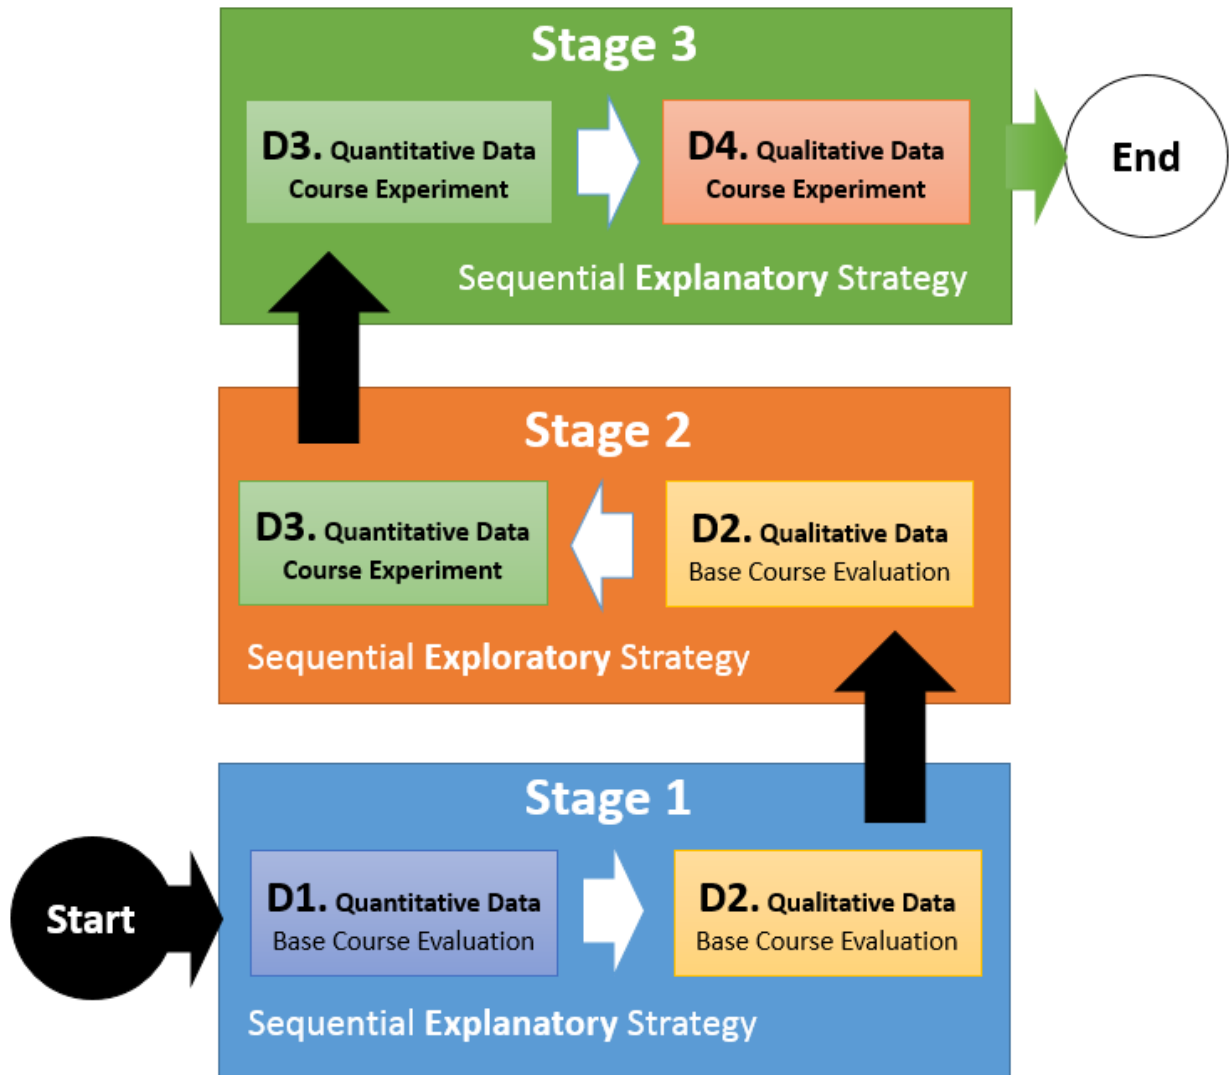 Stage 3
D3. Quantitative Data
Course Experiment
D4. Qualitative Data
Course Experiment
End
Sequential Explanatory Strategy
Stage 2
D3. Quantitative Data
Course Experiment
D2. Qualitative Data
Base Course Evaluation
Sequential Exploratory Strategy
Stage 1
Start
D1. Quantitative Data
Base Course Evaluation
D2. Qualitative Data
Base Course Evaluation
Sequential Explanatory Strategy